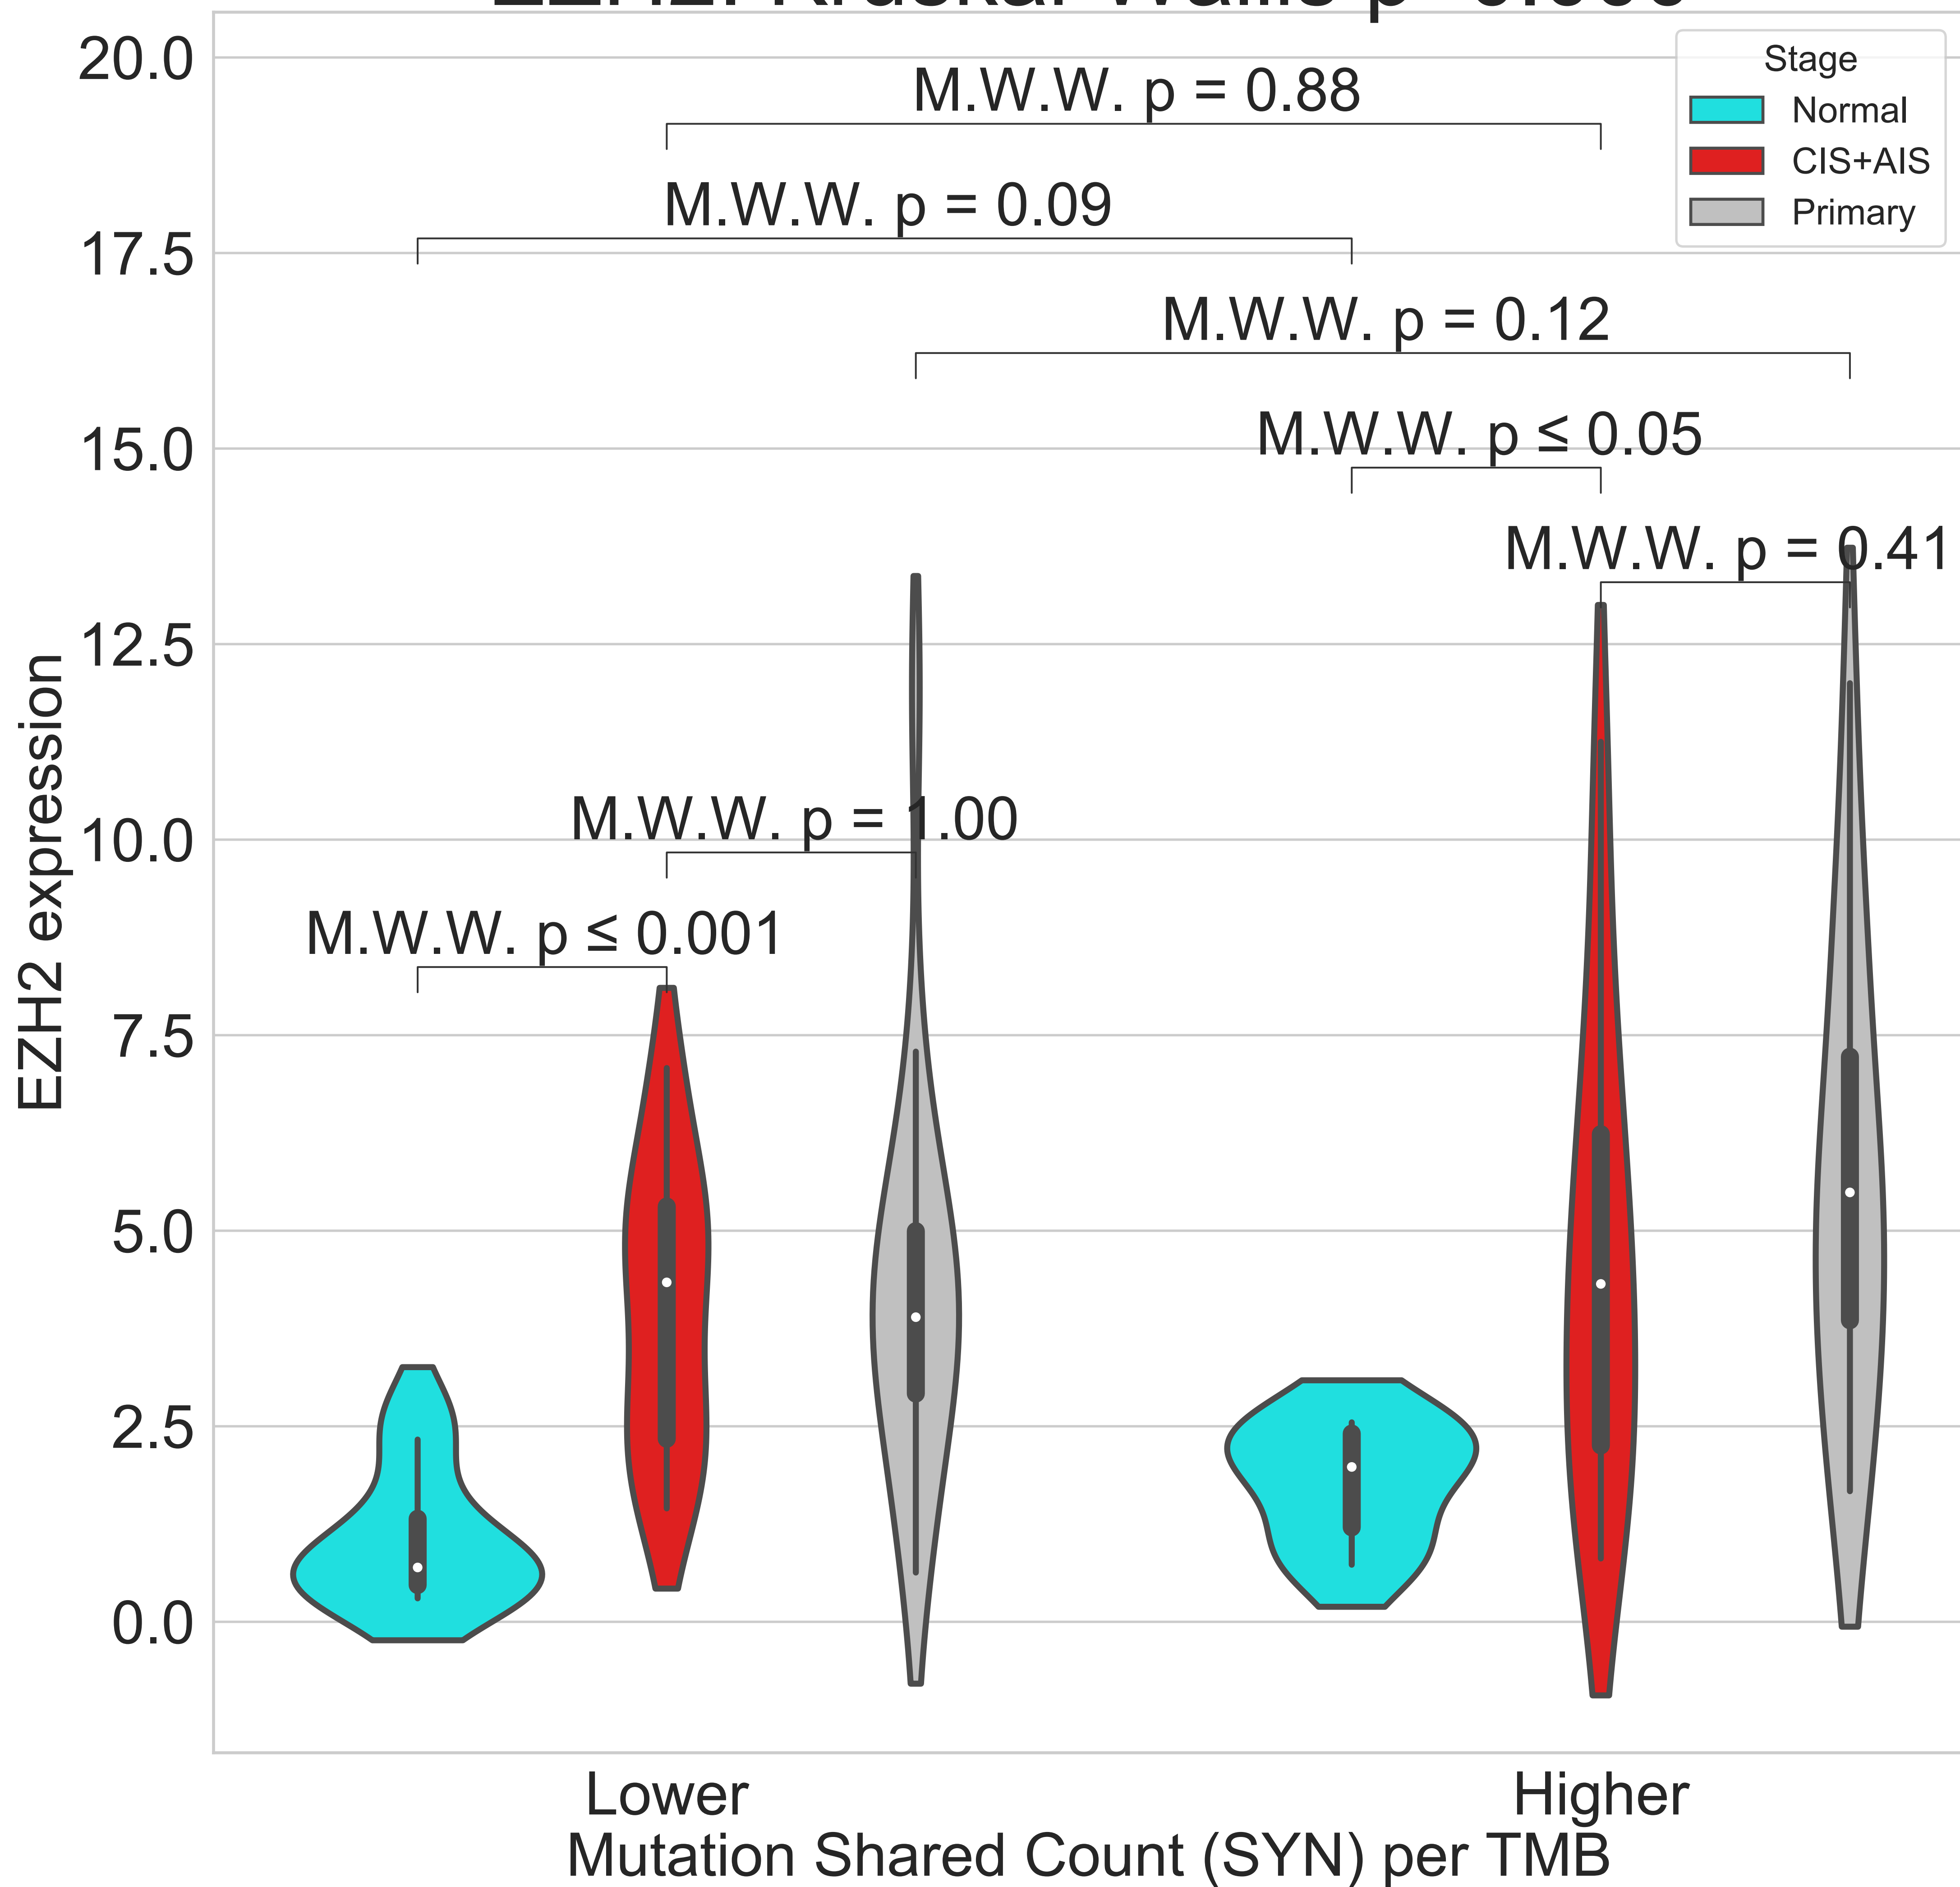 20.0
17.5
15.0
12.5
10.0
7.5
5.0
2.5
0.0
EZH2 expression
Stage
Normal
CIS+AIS
Primary
M.W.W. p = 0.88
M.W.W. p = 0.09
M.W.W. p = 0.12
M.W.W. p ≤ 0.05
M.W.W. p = 0.41
M.W.W. p = 1.00
M.W.W. p ≤ 0.001
Lower
Higher
Mutation Shared Count (SYN) per TMB